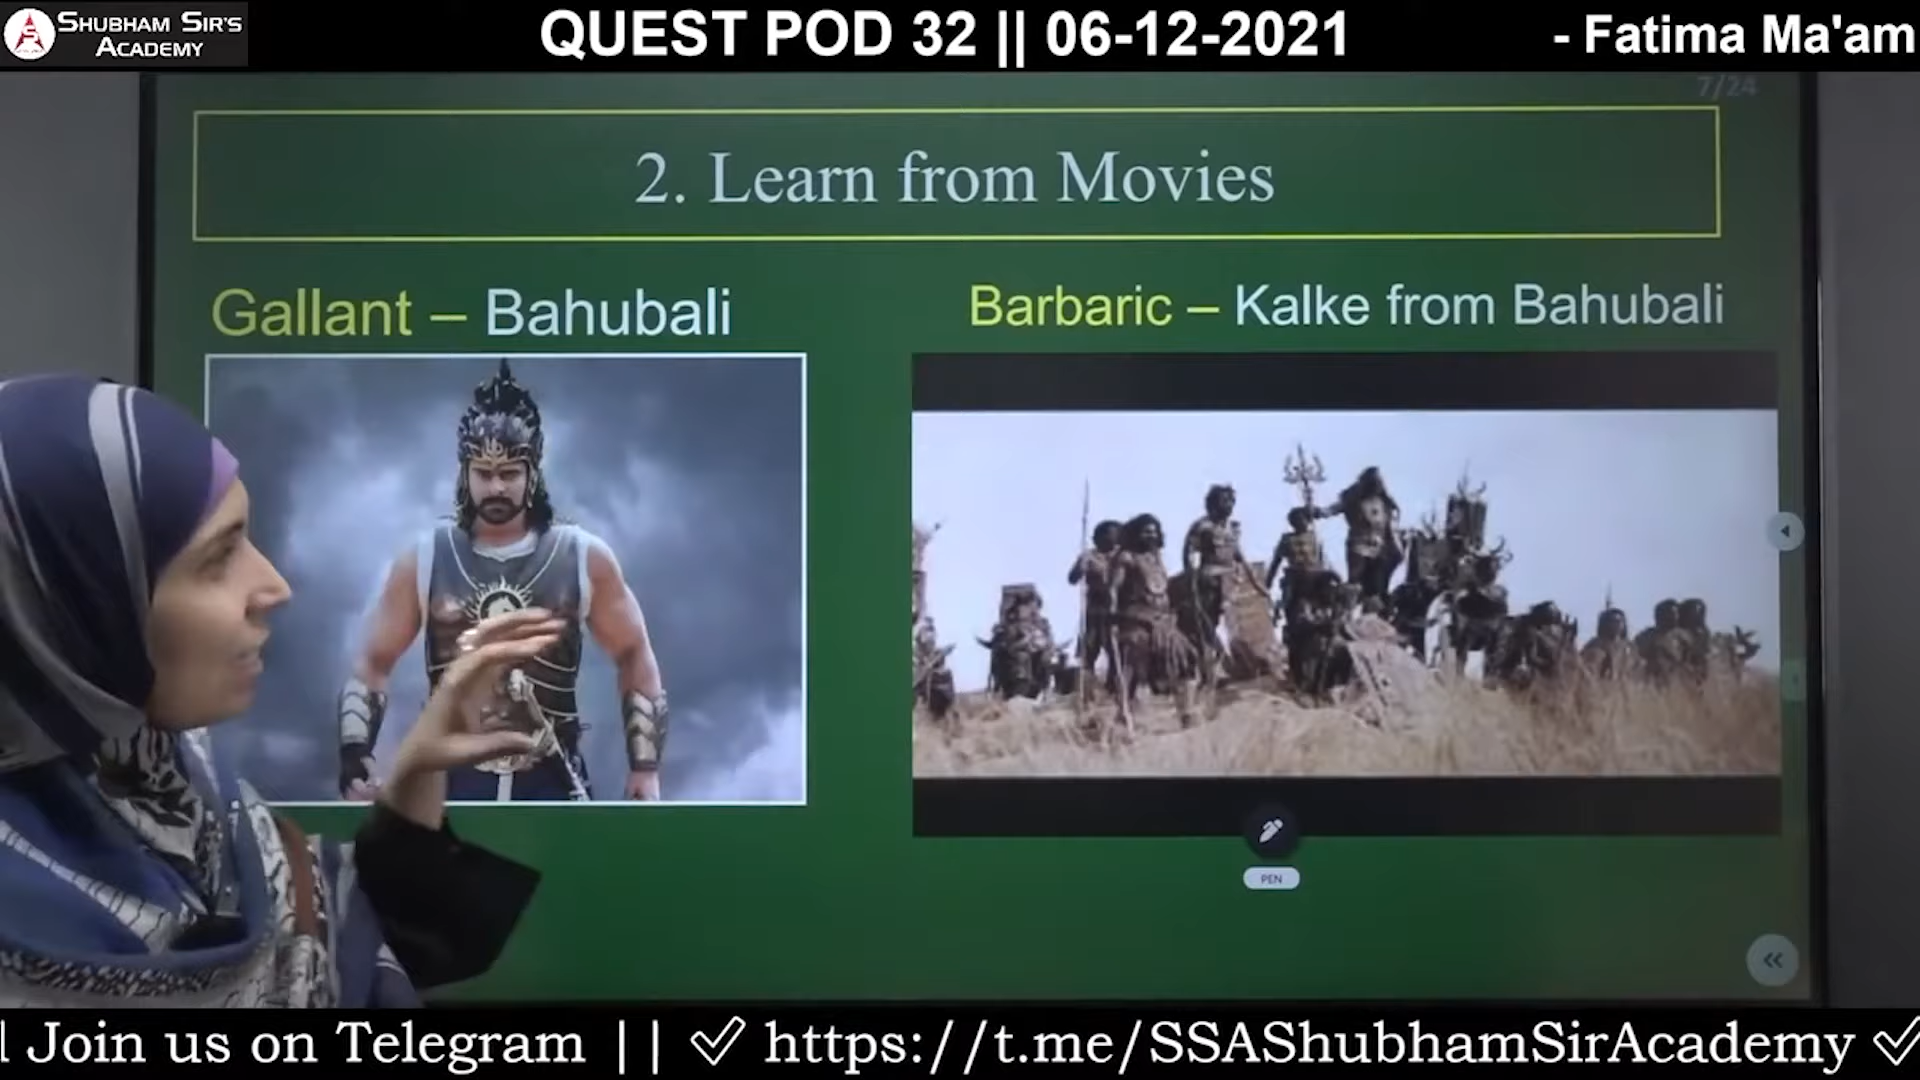 SHUBHAM SIR'S
ACADEMY
QUEST POD 32 || 06-12-2021
- Fatima Ma'am
7/24
2. Learn from Movies
Gallant – Bahubali
Barbaric – Kalke from Bahubali
PEN
Join us on Telegram || ✓ https://t.me/SSAShubhamSirAcademy ✓